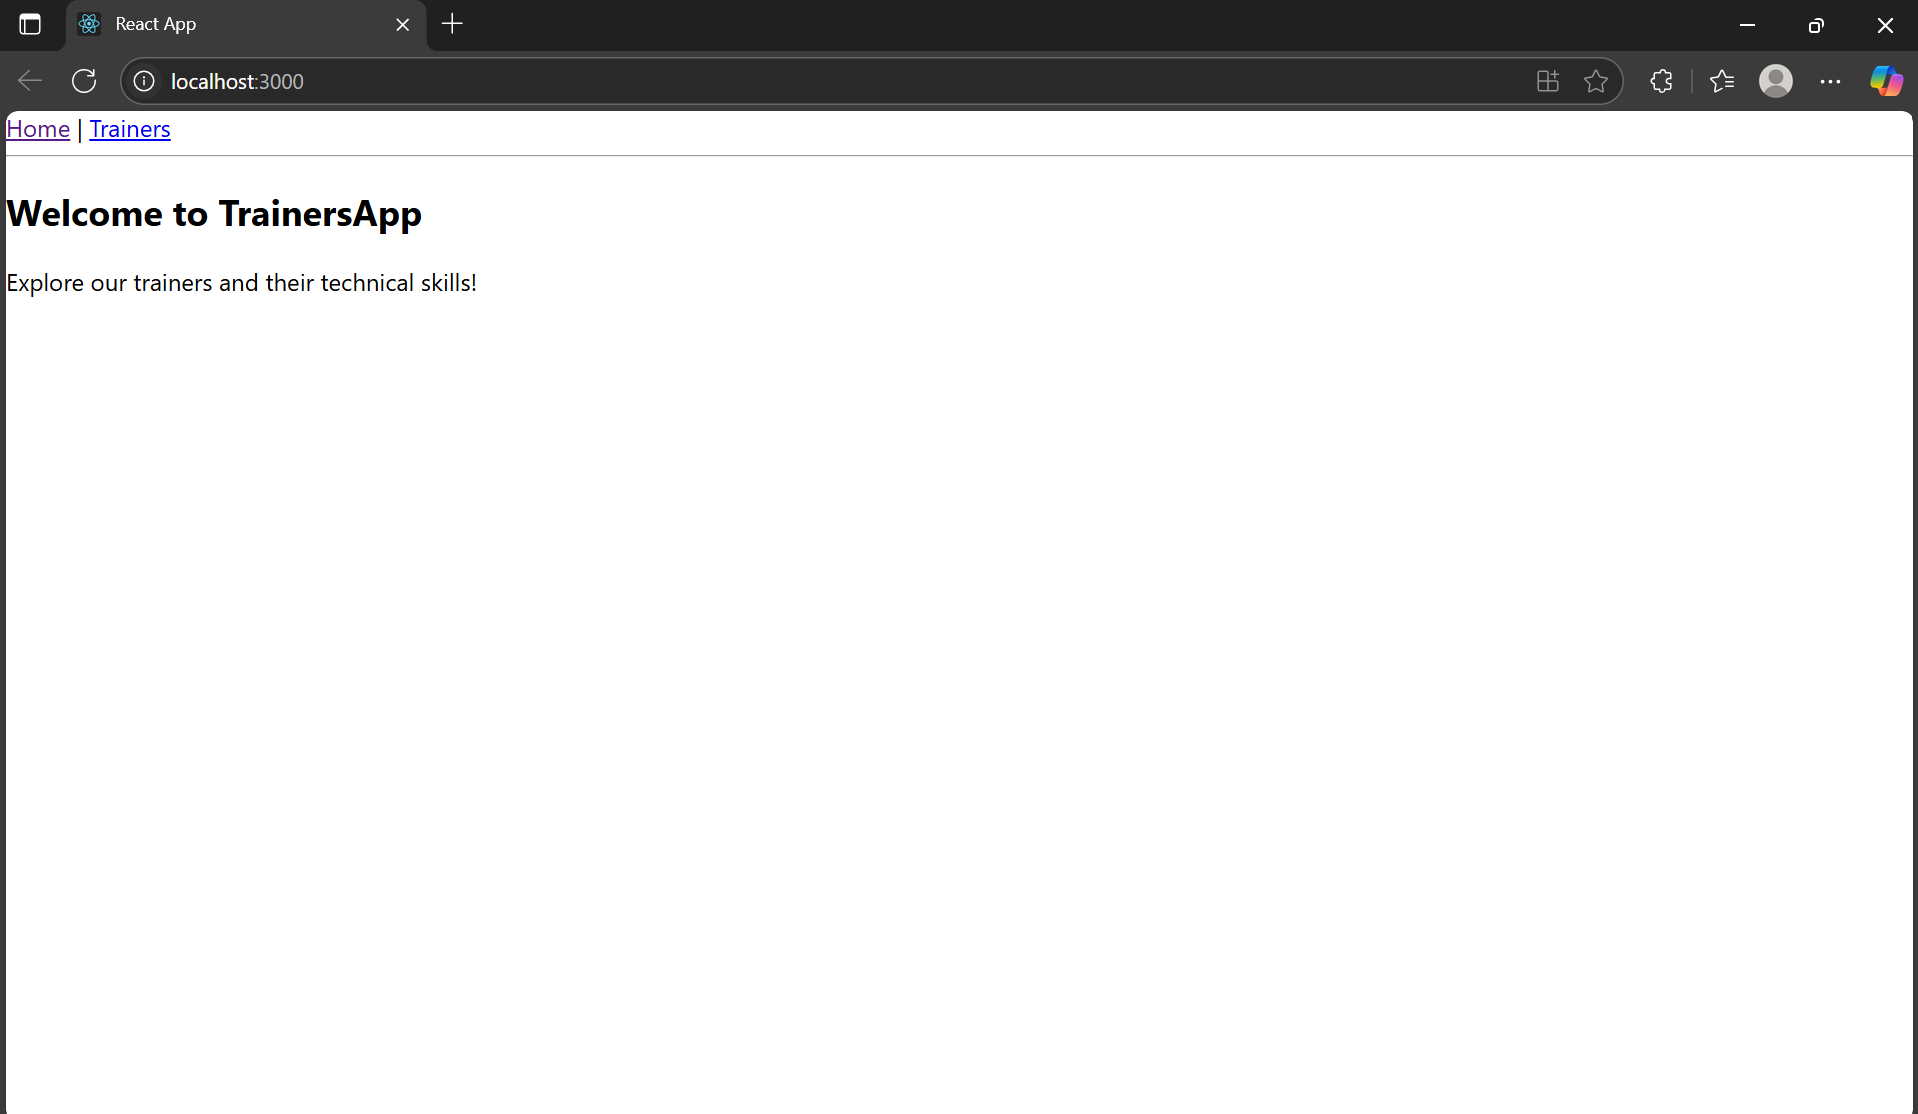 React App
localhost:3000
Home | Trainers
Welcome to TrainersApp
Explore our trainers and their technical skills!